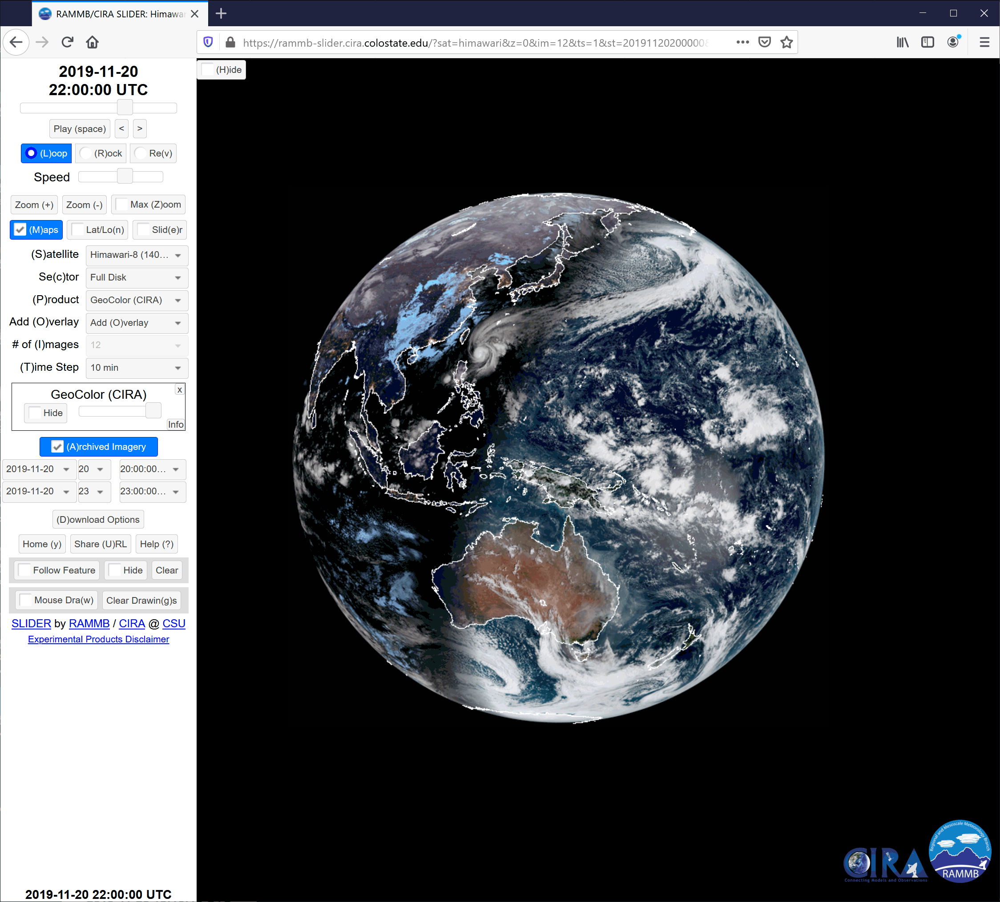 RAMMB/CIRA SLIDER: Himawar
https://rammb-slider.cira.colostate.edu/?sat=himawari&z=0&im=12&ts=1&st=20191120200000&
2019-11-20
22:00:00 UTC
(H)ide
Play (space) < >
(L)oop (R)ock Re(v)
Speed
Zoom (+) Zoom (-) Max (Z)oom
(M)aps Lat/Lo(n) Slid(e)r
(S)atellite Himawari-8 (140...
Se(c)tor Full Disk
(P)roduct GeoColor (CIRA)
Add (O)verlay Add (O)verlay
# of (I)mages 12
(T)ime Step 10 min
x
GeoColor (CIRA)
Hide
Info
(A)rchived Imagery
2019-11-20 20 20:00:00...
2019-11-20 23 23:00:00...
(D)ownload Options
Home (y) Share (U)RL Help (?)
Follow Feature Hide Clear
Mouse Dra(w) Clear Drawin(g)s
SLIDER by RAMMB / CIRA @ CSU
Experimental Products Disclaimer
2019-11-20 22:00:00 UTC
CIRA
Connecting Models and Observations
Regional and Mesoscale Meteorology Branch
RAMMB